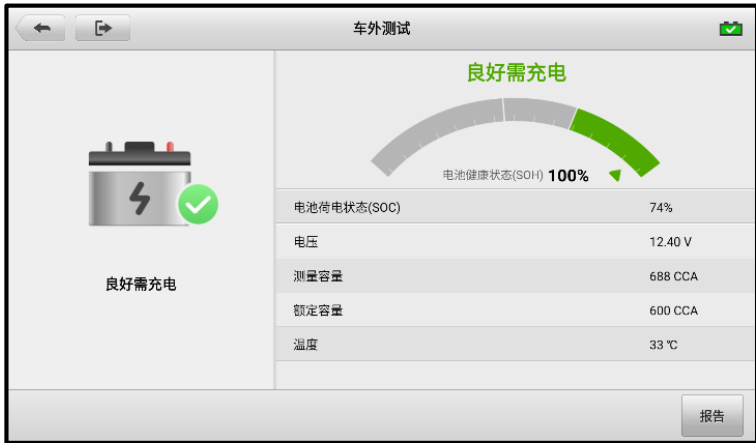 车外测试
良好需充电
电池健康状态(SOH) 100%
良好需充电
电池荷电状态(SOC) 74%
电压 12.40 V
测量容量 688 CCA
额定容量 600 CCA
温度 33 ℃
报告